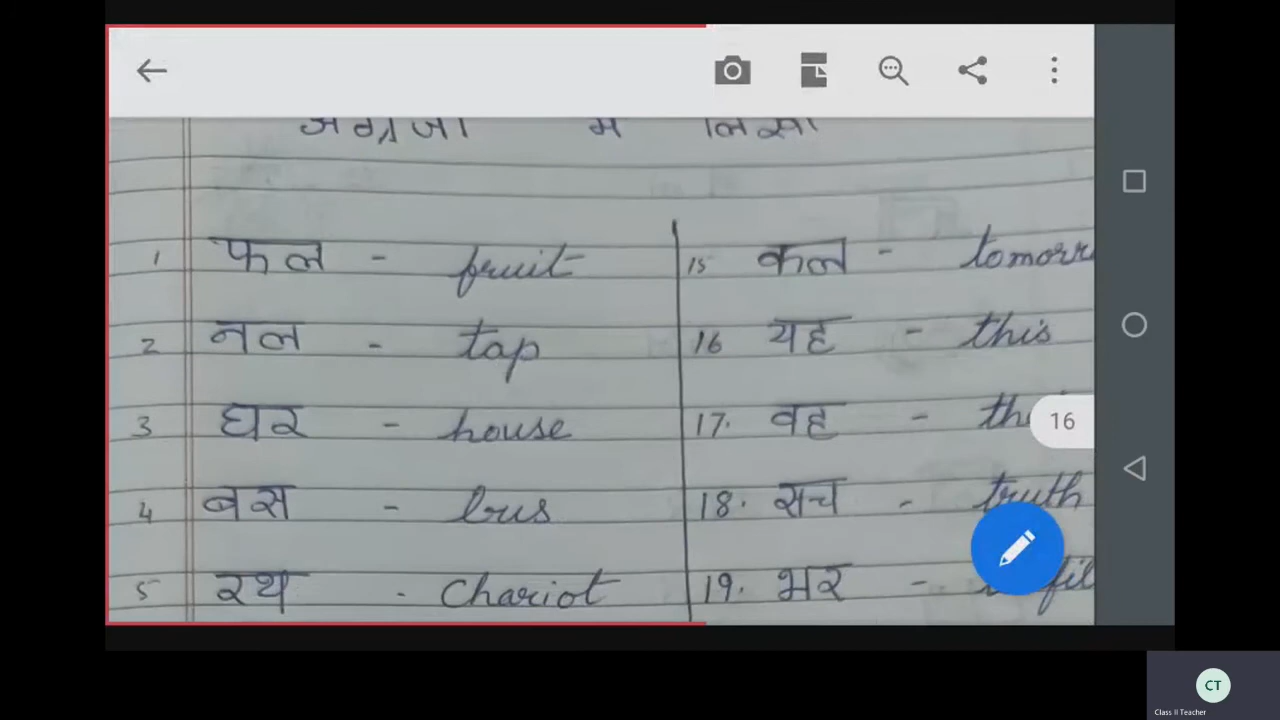 अंग्रेजी में लिखो
1 फल - fruit
2 नल - tap
3 घर - house
4 बस - bus
5 रथ - Chariot
15 कल - tomorr
16 यह - this
17. वह -
18. सच - truth
19. भर -
16
CT
Class II Teacher